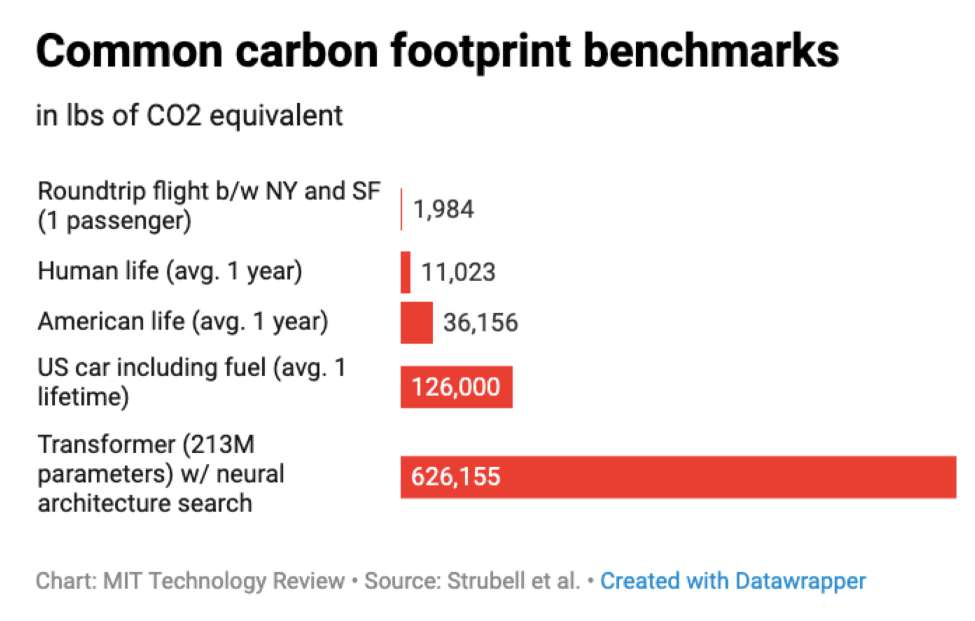 Common carbon footprint benchmarks
in lbs of CO2 equivalent
Roundtrip flight b/w NY and SF
(1 passenger)
1,984
Human life (avg. 1 year)
11,023
American life (avg. 1 year)
36,156
US car including fuel (avg. 1
lifetime)
126,000
Transformer (213M
parameters) w/ neural
architecture search
626,155
Chart: MIT Technology Review • Source: Strubell et al. • Created with Datawrapper